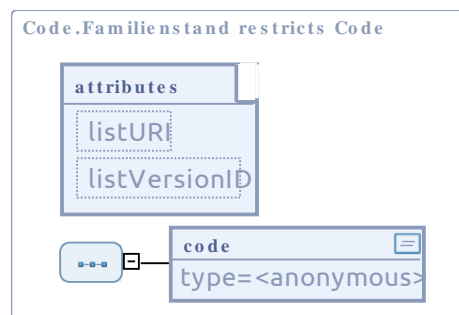 Code.Familienstand restricts Code
attributes
listURI
listVersionID
code
type=<anonymous>